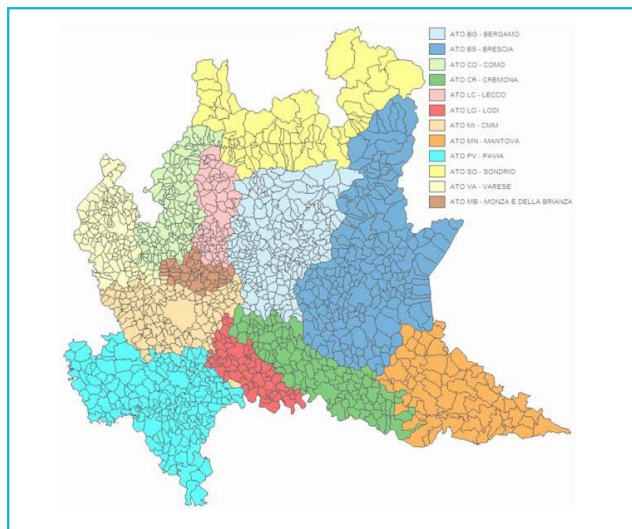 ATO BG - BERGAMO
ATO BS - BRESCIA
ATO CO - COMO
ATO CR - CREMONA
ATO LC - LECCO
ATO LO - LODI
ATO MI - CMM
ATO MN - MANTOVA
ATO PV - PAVIA
ATO SO - SONDRIO
ATO VA - VARESE
ATO MB - MONZA E DELLA BRIANZA